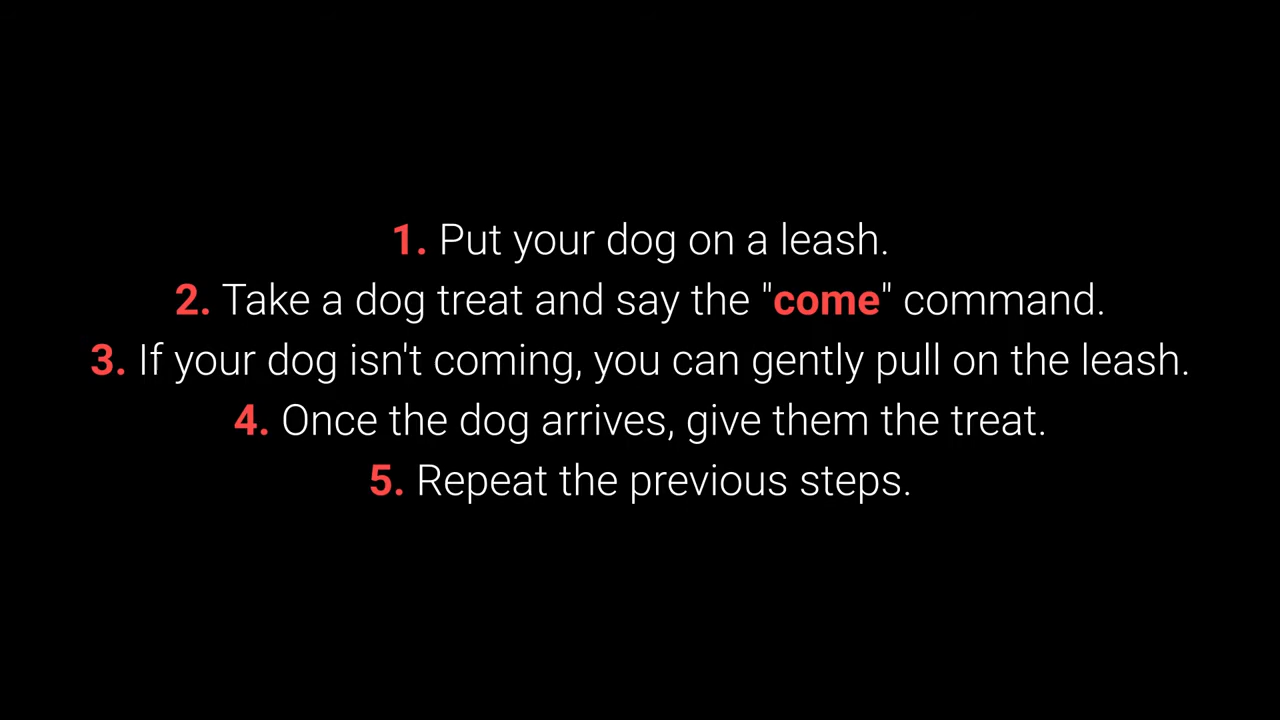 1. Put your dog on a leash.
2. Take a dog treat and say the "come" command.
3. If your dog isn't coming, you can gently pull on the leash.
4. Once the dog arrives, give them the treat.
5. Repeat the previous steps.